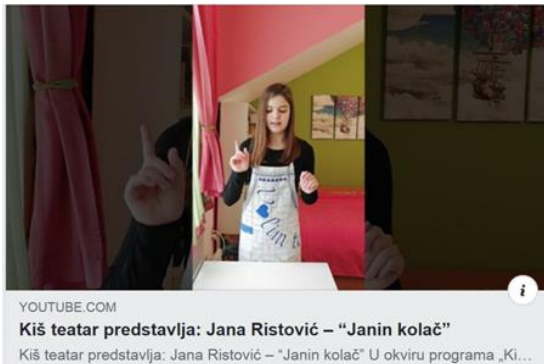 YOUTUBE.COM
Kiš teatar predstavlja: Jana Ristović – “Janin kolač”
Kiš teatar predstavlja: Jana Ristović – “Janin kolač” U okviru programa „Ki...